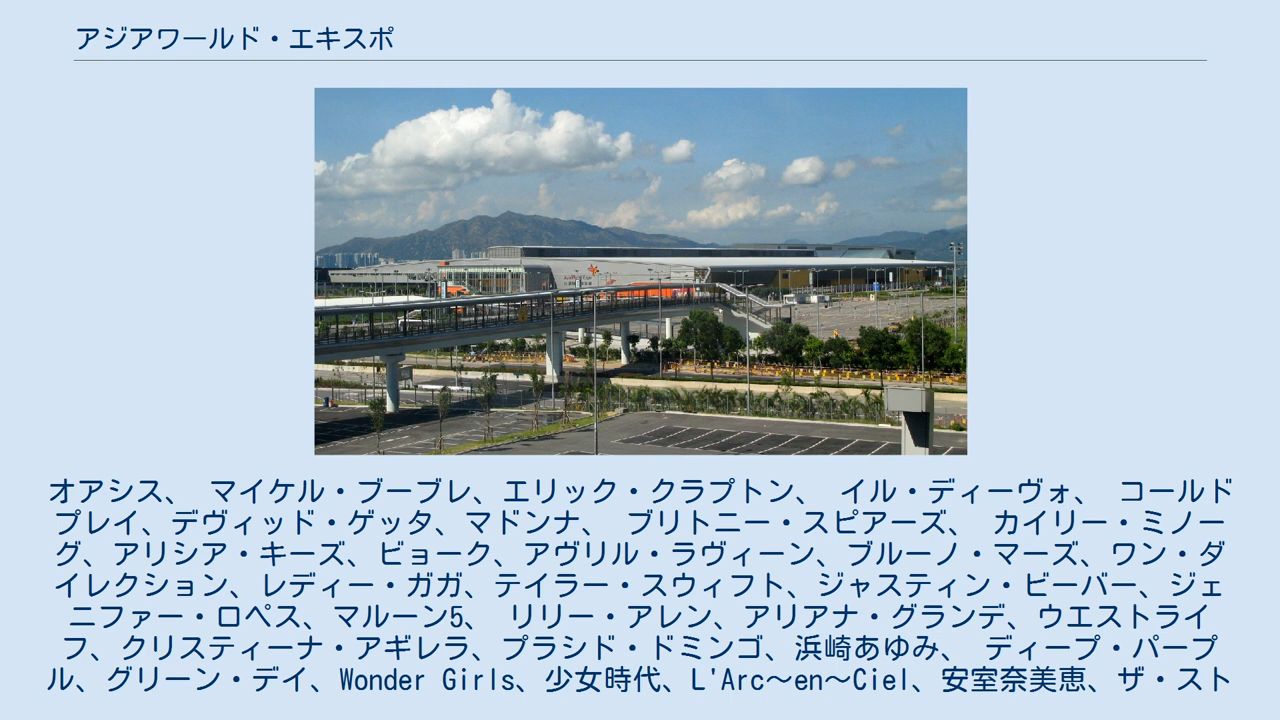 アジアワールド・エキスポ
オアシス、 マイケル・ブーブレ、エリック・クラプトン、 イル・ディーヴォ、 コールド
プレイ、デヴィッド・ゲッタ、マドンナ、 ブリトニー・スピアーズ、 カイリー・ミノー
グ、アリシア・キーズ、ビョーク、アヴリル・ラヴィーン、ブルーノ・マーズ、ワン・ダ
イレクション、レディー・ガガ、テイラー・スウィフト、ジャスティン・ビーバー、ジェ
ニファー・ロペス、マルーン5、 リリー・アレン、アリアナ・グランデ、ウエストライ
フ、クリスティーナ・アギレラ、プラシド・ドミンゴ、浜崎あゆみ、 ディープ・パープ
ル、グリーン・デイ、Wonder Girls、少女時代、L'Arc〜en〜Ciel、安室奈美恵、ザ・スト